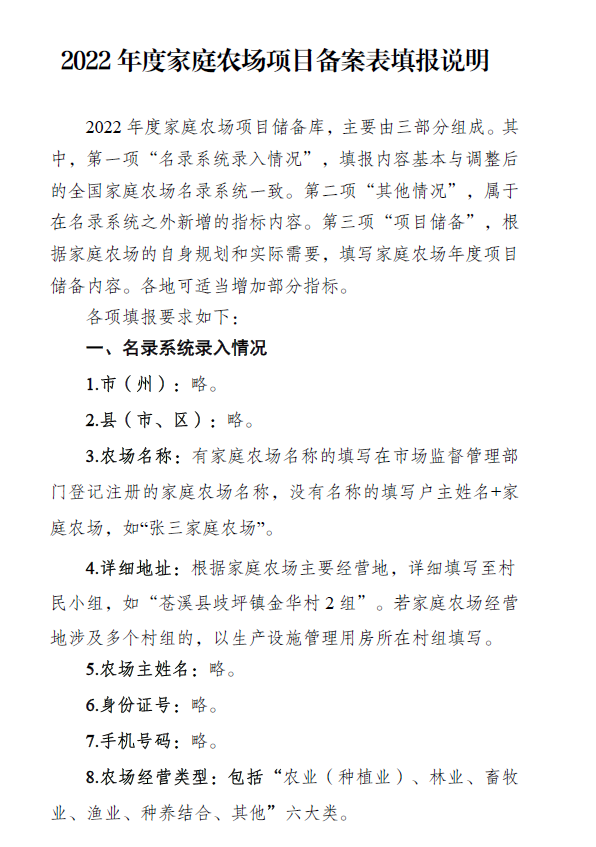 2022 年度家庭农场项目备案表填报说明
2022 年度家庭农场项目储备库，主要由三部分组成。其
中，第一项“名录系统录入情况”，填报内容基本与调整后
的全国家庭农场名录系统一致。第二项“其他情况”，属于
在名录系统之外新增的指标内容。第三项“项目储备”，根
据家庭农场的自身规划和实际需要，填写家庭农场年度项目
储备内容。各地可适当增加部分指标。
各项填报要求如下：
一、名录系统录入情况
1.市（州）：略。
2.县（市、区）：略。
3.农场名称：有家庭农场名称的填写在市场监督管理部
门登记注册的家庭农场名称，没有名称的填写户主姓名+家
庭农场，如“张三家庭农场”。
4.详细地址：根据家庭农场主要经营地，详细填写至村
民小组，如“苍溪县歧坪镇金华村 2 组”。若家庭农场经营
地涉及多个村组的，以生产设施管理用房所在村组填写。
5.农场主姓名：略。
6.身份证号：略。
7.手机号码：略。
8.农场经营类型：包括“农业（种植业）、林业、畜牧
业、渔业、种养结合、其他”六大类。